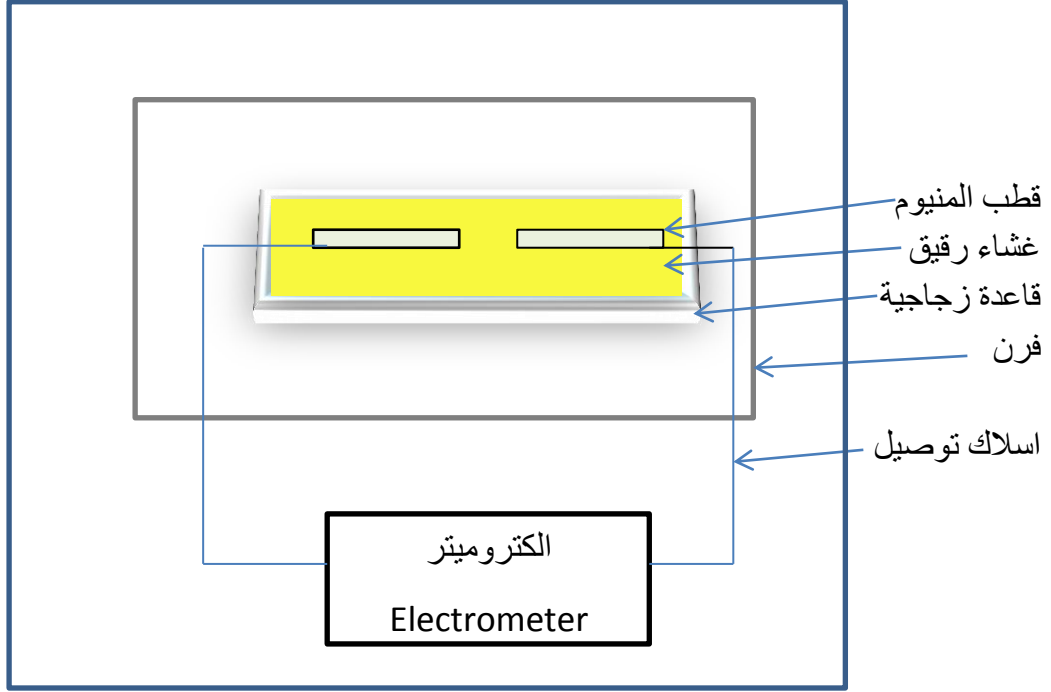 قطب المنيوم
غشاء رقيق
قاعدة زجاجية
فرن
اسلاك توصيل
الكتروميتر
Electrometer